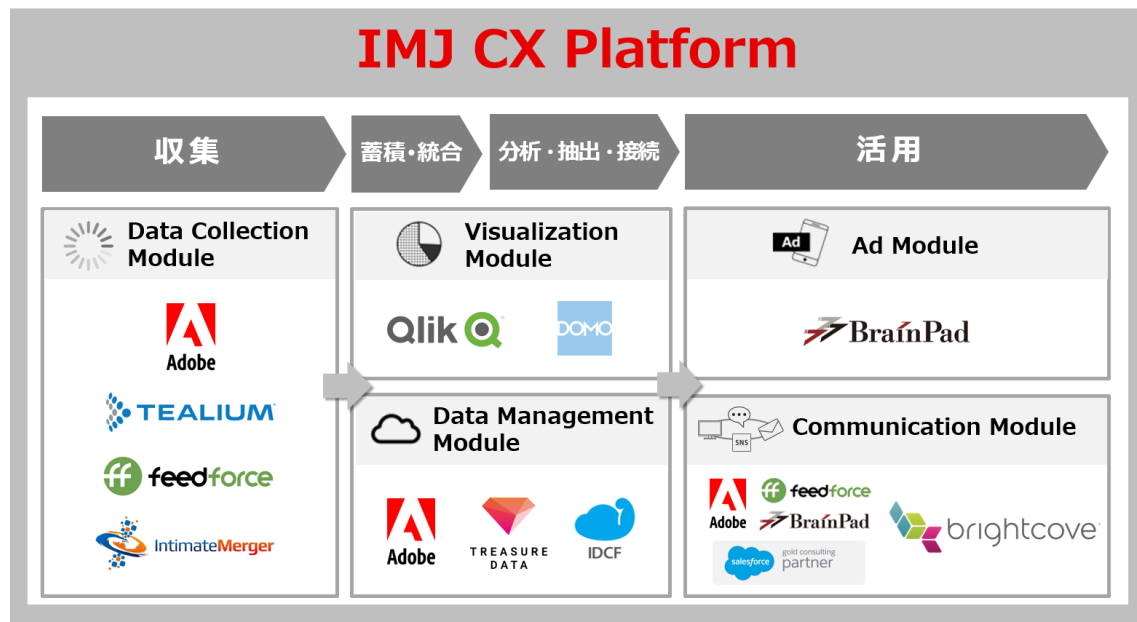 IMJ CX Platform
収集
蓄積・統合
分析・抽出・接続
活用
Data Collection
Module
Adobe
TEALIUM
feedforce
IntimateMerger
Visualization
Module
Qlik
DOMO
Data Management
Module
Adobe
TREASURE
DATA
IDCF
Ad
Ad Module
BrainPad
SNS
Communication Module
Adobe
feedforce
BrainPad
salesforce
gold consulting
partner
brightcove